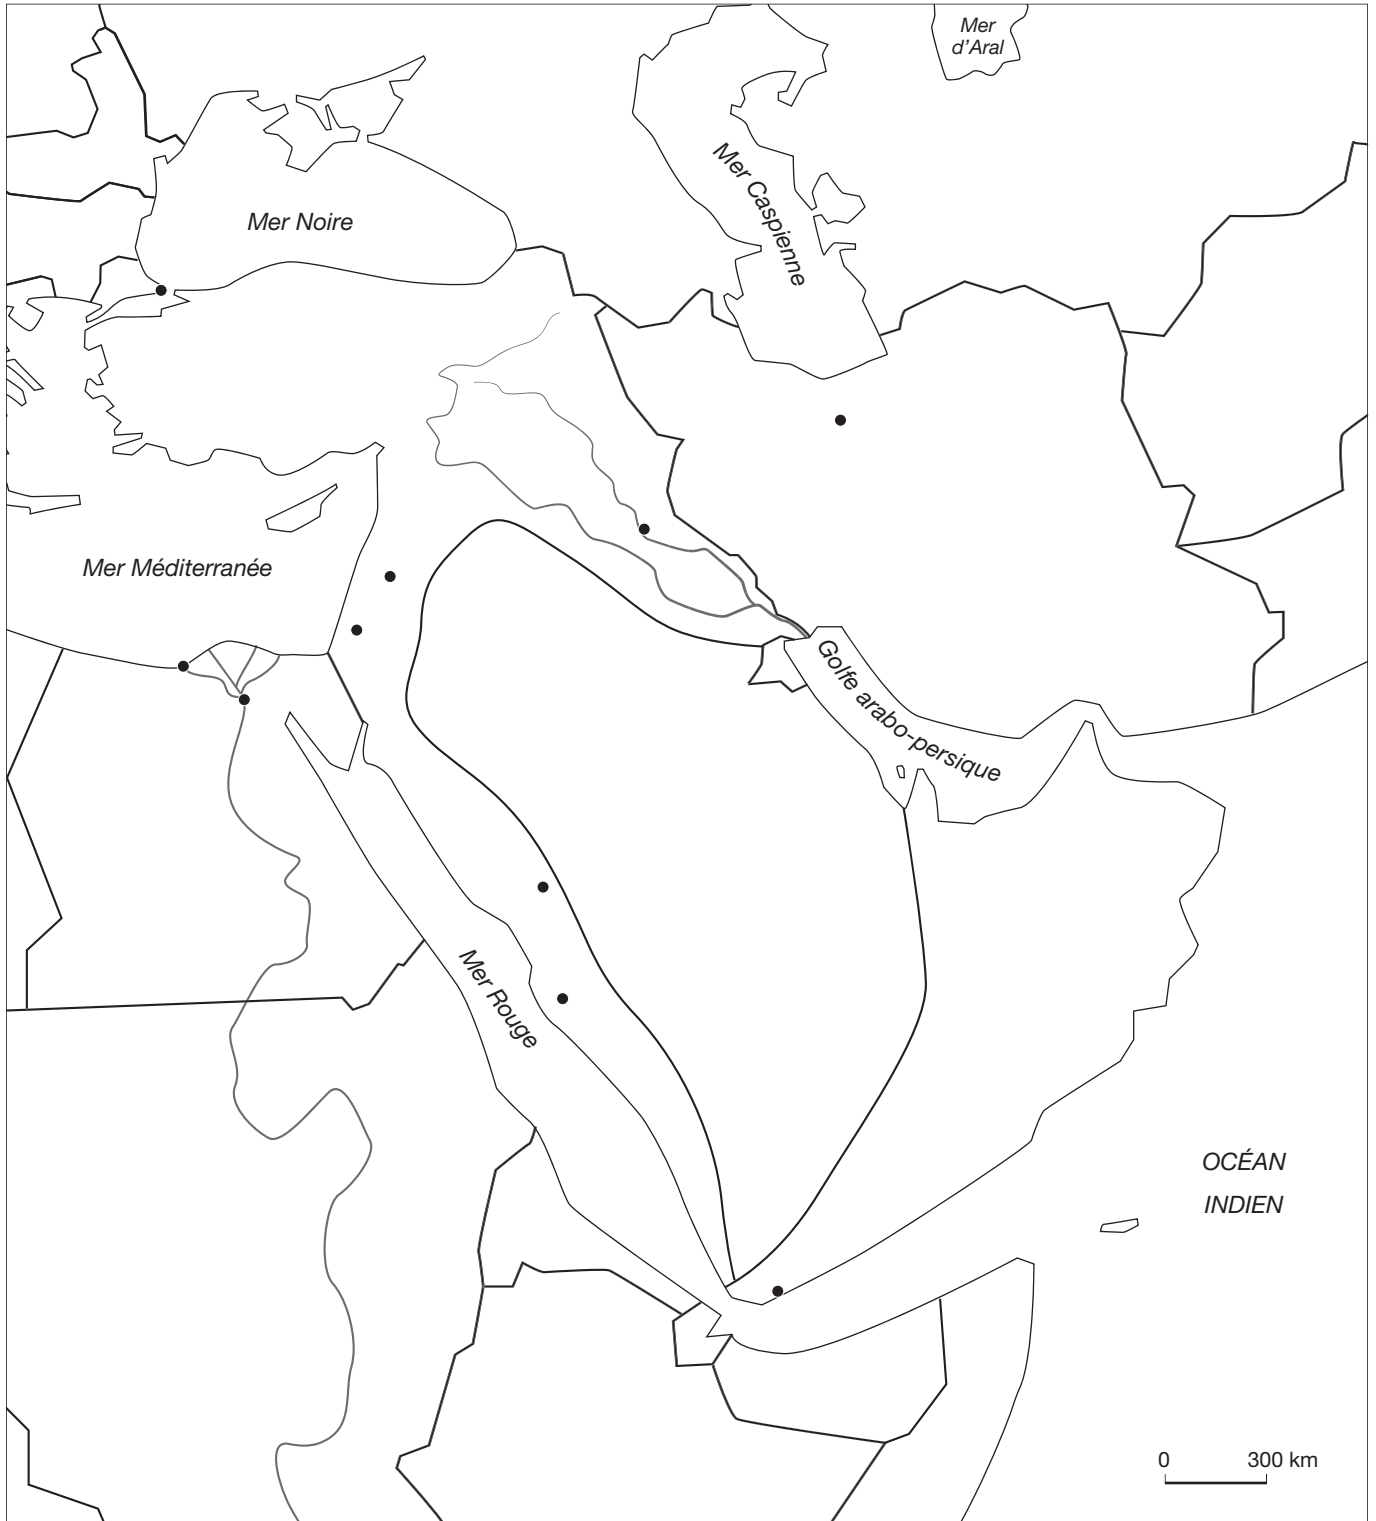 Mer
d'Aral
Mer Caspienne
Mer Noire
Mer Méditerranée
Golfe arabo-persique
Mer Rouge
OCÉAN
INDIEN
0 300 km